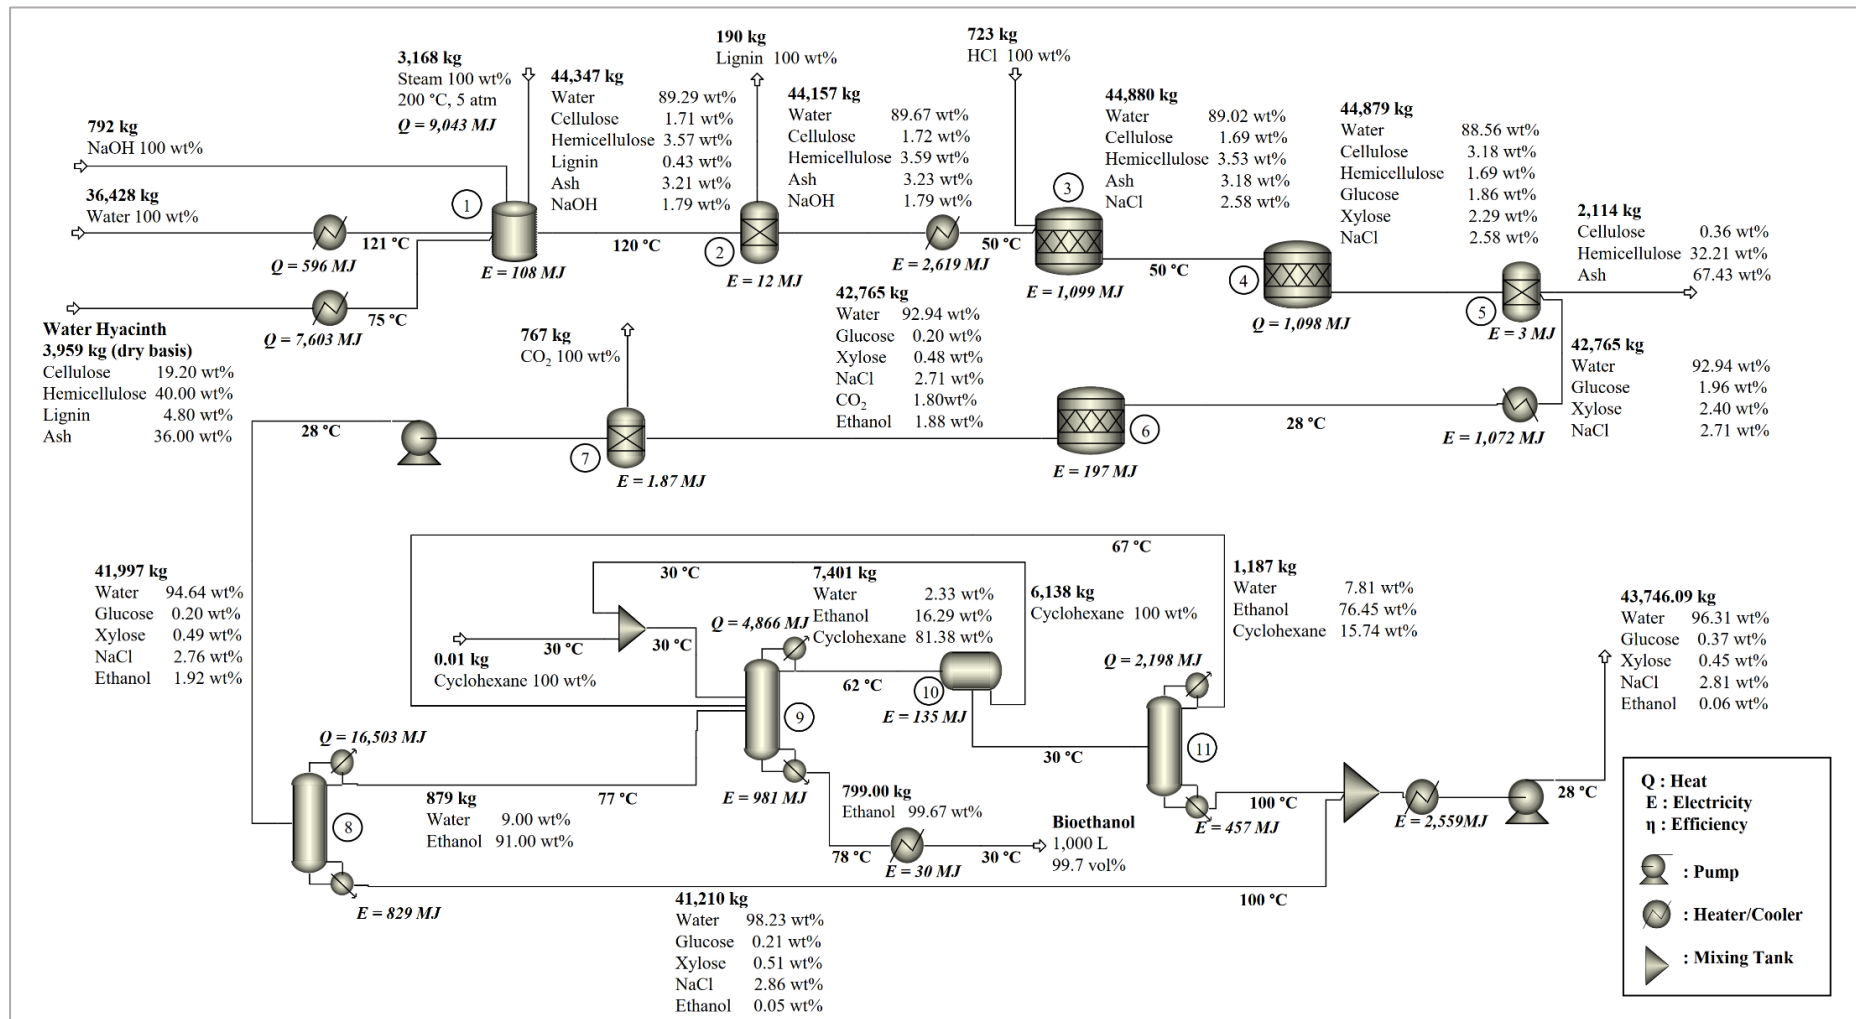 3,168 kg
Steam 100 wt%
200 °C, 5 atm
Q = 9,043 MJ
792 kg
NaOH 100 wt%
36,428 kg
Water 100 wt%
121 °C
Q = 596 MJ
75 °C
Q = 7,603 MJ
Water Hyacinth
3,959 kg (dry basis)
Cellulose 19.20 wt%
Hemicellulose 40.00 wt%
Lignin 4.80 wt%
Ash 36.00 wt%
1
E = 108 MJ
44,347 kg
Water 89.29 wt%
Cellulose 1.71 wt%
Hemicellulose 3.57 wt%
Lignin 0.43 wt%
Ash 3.21 wt%
NaOH 1.79 wt%
120 °C
190 kg
Lignin 100 wt%
2
E = 12 MJ
44,157 kg
Water 89.67 wt%
Cellulose 1.72 wt%
Hemicellulose 3.59 wt%
Ash 3.23 wt%
NaOH 1.79 wt%
E = 2,619 MJ
50 °C
723 kg
HCl 100 wt%
3
E = 1,099 MJ
44,880 kg
Water 89.02 wt%
Cellulose 1.69 wt%
Hemicellulose 3.53 wt%
Ash 3.18 wt%
NaCl 2.58 wt%
50 °C
4
Q = 1,098 MJ
44,879 kg
Water 88.56 wt%
Cellulose 3.18 wt%
Hemicellulose 1.69 wt%
Glucose 1.86 wt%
Xylose 2.29 wt%
NaCl 2.58 wt%
5
E = 3 MJ
2,114 kg
Cellulose 0.36 wt%
Hemicellulose 32.21 wt%
Ash 67.43 wt%
42,765 kg
Water 92.94 wt%
Glucose 1.96 wt%
Xylose 2.40 wt%
NaCl 2.71 wt%
E = 1,072 MJ
28 °C
6
E = 197 MJ
42,765 kg
Water 92.94 wt%
Glucose 0.20 wt%
Xylose 0.48 wt%
NaCl 2.71 wt%
CO2 1.80wt%
Ethanol 1.88 wt%
767 kg
CO2 100 wt%
7
E = 1.87 MJ
28 °C
41,997 kg
Water 94.64 wt%
Glucose 0.20 wt%
Xylose 0.49 wt%
NaCl 2.76 wt%
Ethanol 1.92 wt%
Q = 16,503 MJ
8
E = 829 MJ
879 kg
Water 9.00 wt%
Ethanol 91.00 wt%
77 °C
41,210 kg
Water 98.23 wt%
Glucose 0.21 wt%
Xylose 0.51 wt%
NaCl 2.86 wt%
Ethanol 0.05 wt%
100 °C
0.01 kg
Cyclohexane 100 wt%
30 °C
30 °C
30 °C
67 °C
Q = 4,866 MJ
9
E = 981 MJ
7,401 kg
Water 2.33 wt%
Ethanol 16.29 wt%
Cyclohexane 81.38 wt%
62 °C
10
E = 135 MJ
6,138 kg
Cyclohexane 100 wt%
799.00 kg
Ethanol 99.67 wt%
78 °C
E = 30 MJ
30 °C
Bioethanol
1,000 L
99.7 vol%
30 °C
1,187 kg
Water 7.81 wt%
Ethanol 76.45 wt%
Cyclohexane 15.74 wt%
Q = 2,198 MJ
11
E = 457 MJ
100 °C
E = 2,559MJ
28 °C
43,746.09 kg
Water 96.31 wt%
Glucose 0.37 wt%
Xylose 0.45 wt%
NaCl 2.81 wt%
Ethanol 0.06 wt%
Q : Heat
E : Electricity
η : Efficiency
: Pump
: Heater/Cooler
: Mixing Tank